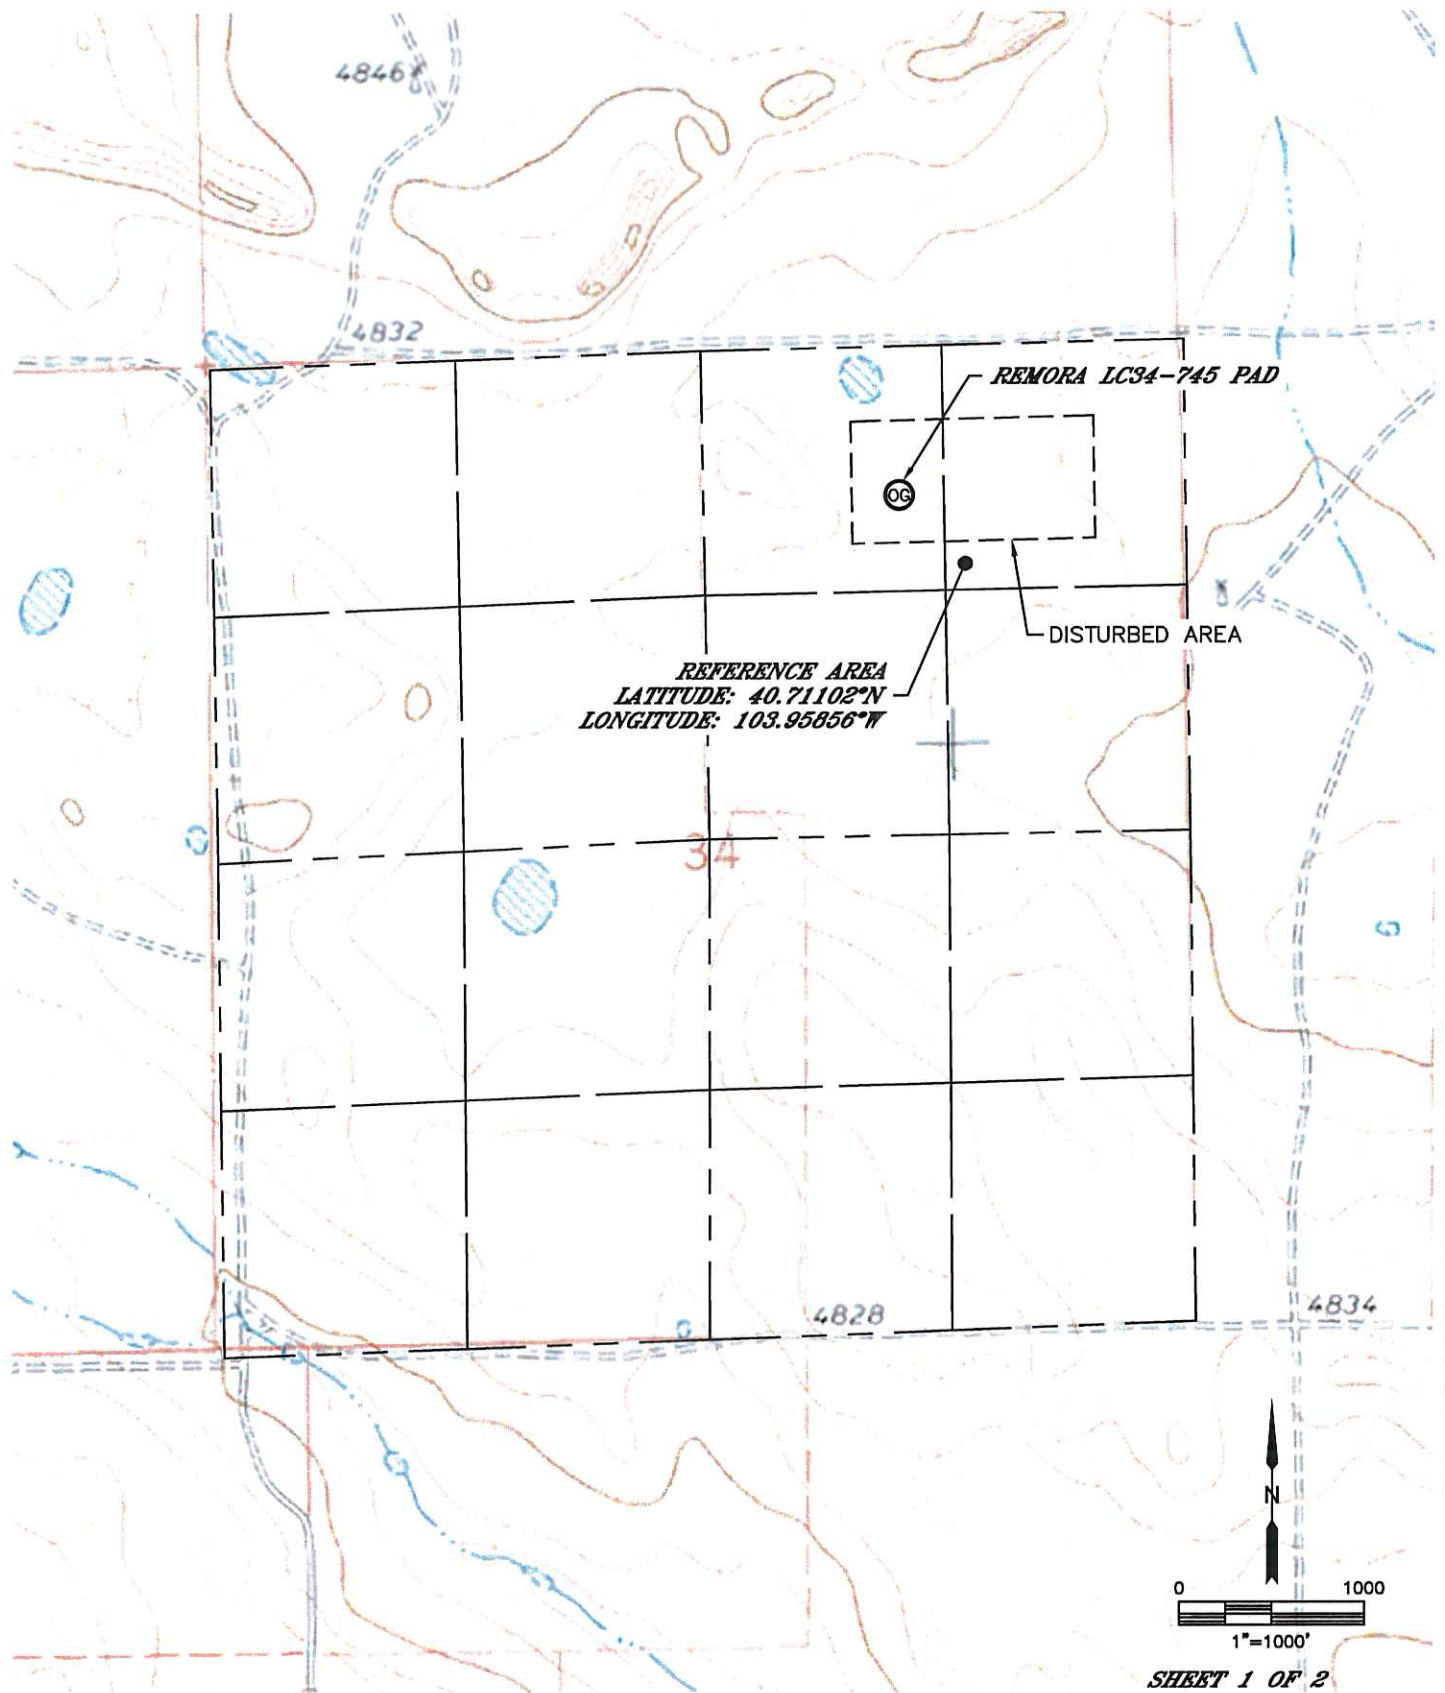 4846
4832
REMORA LC34-745 PAD
OG
DISTURBED AREA
REFERENCE AREA
LATITUDE: 40.71102°N
LONGITUDE: 103.95856°W
34
4828
4834
N
0 1000
1"=1000'
SHEET 1 OF 2